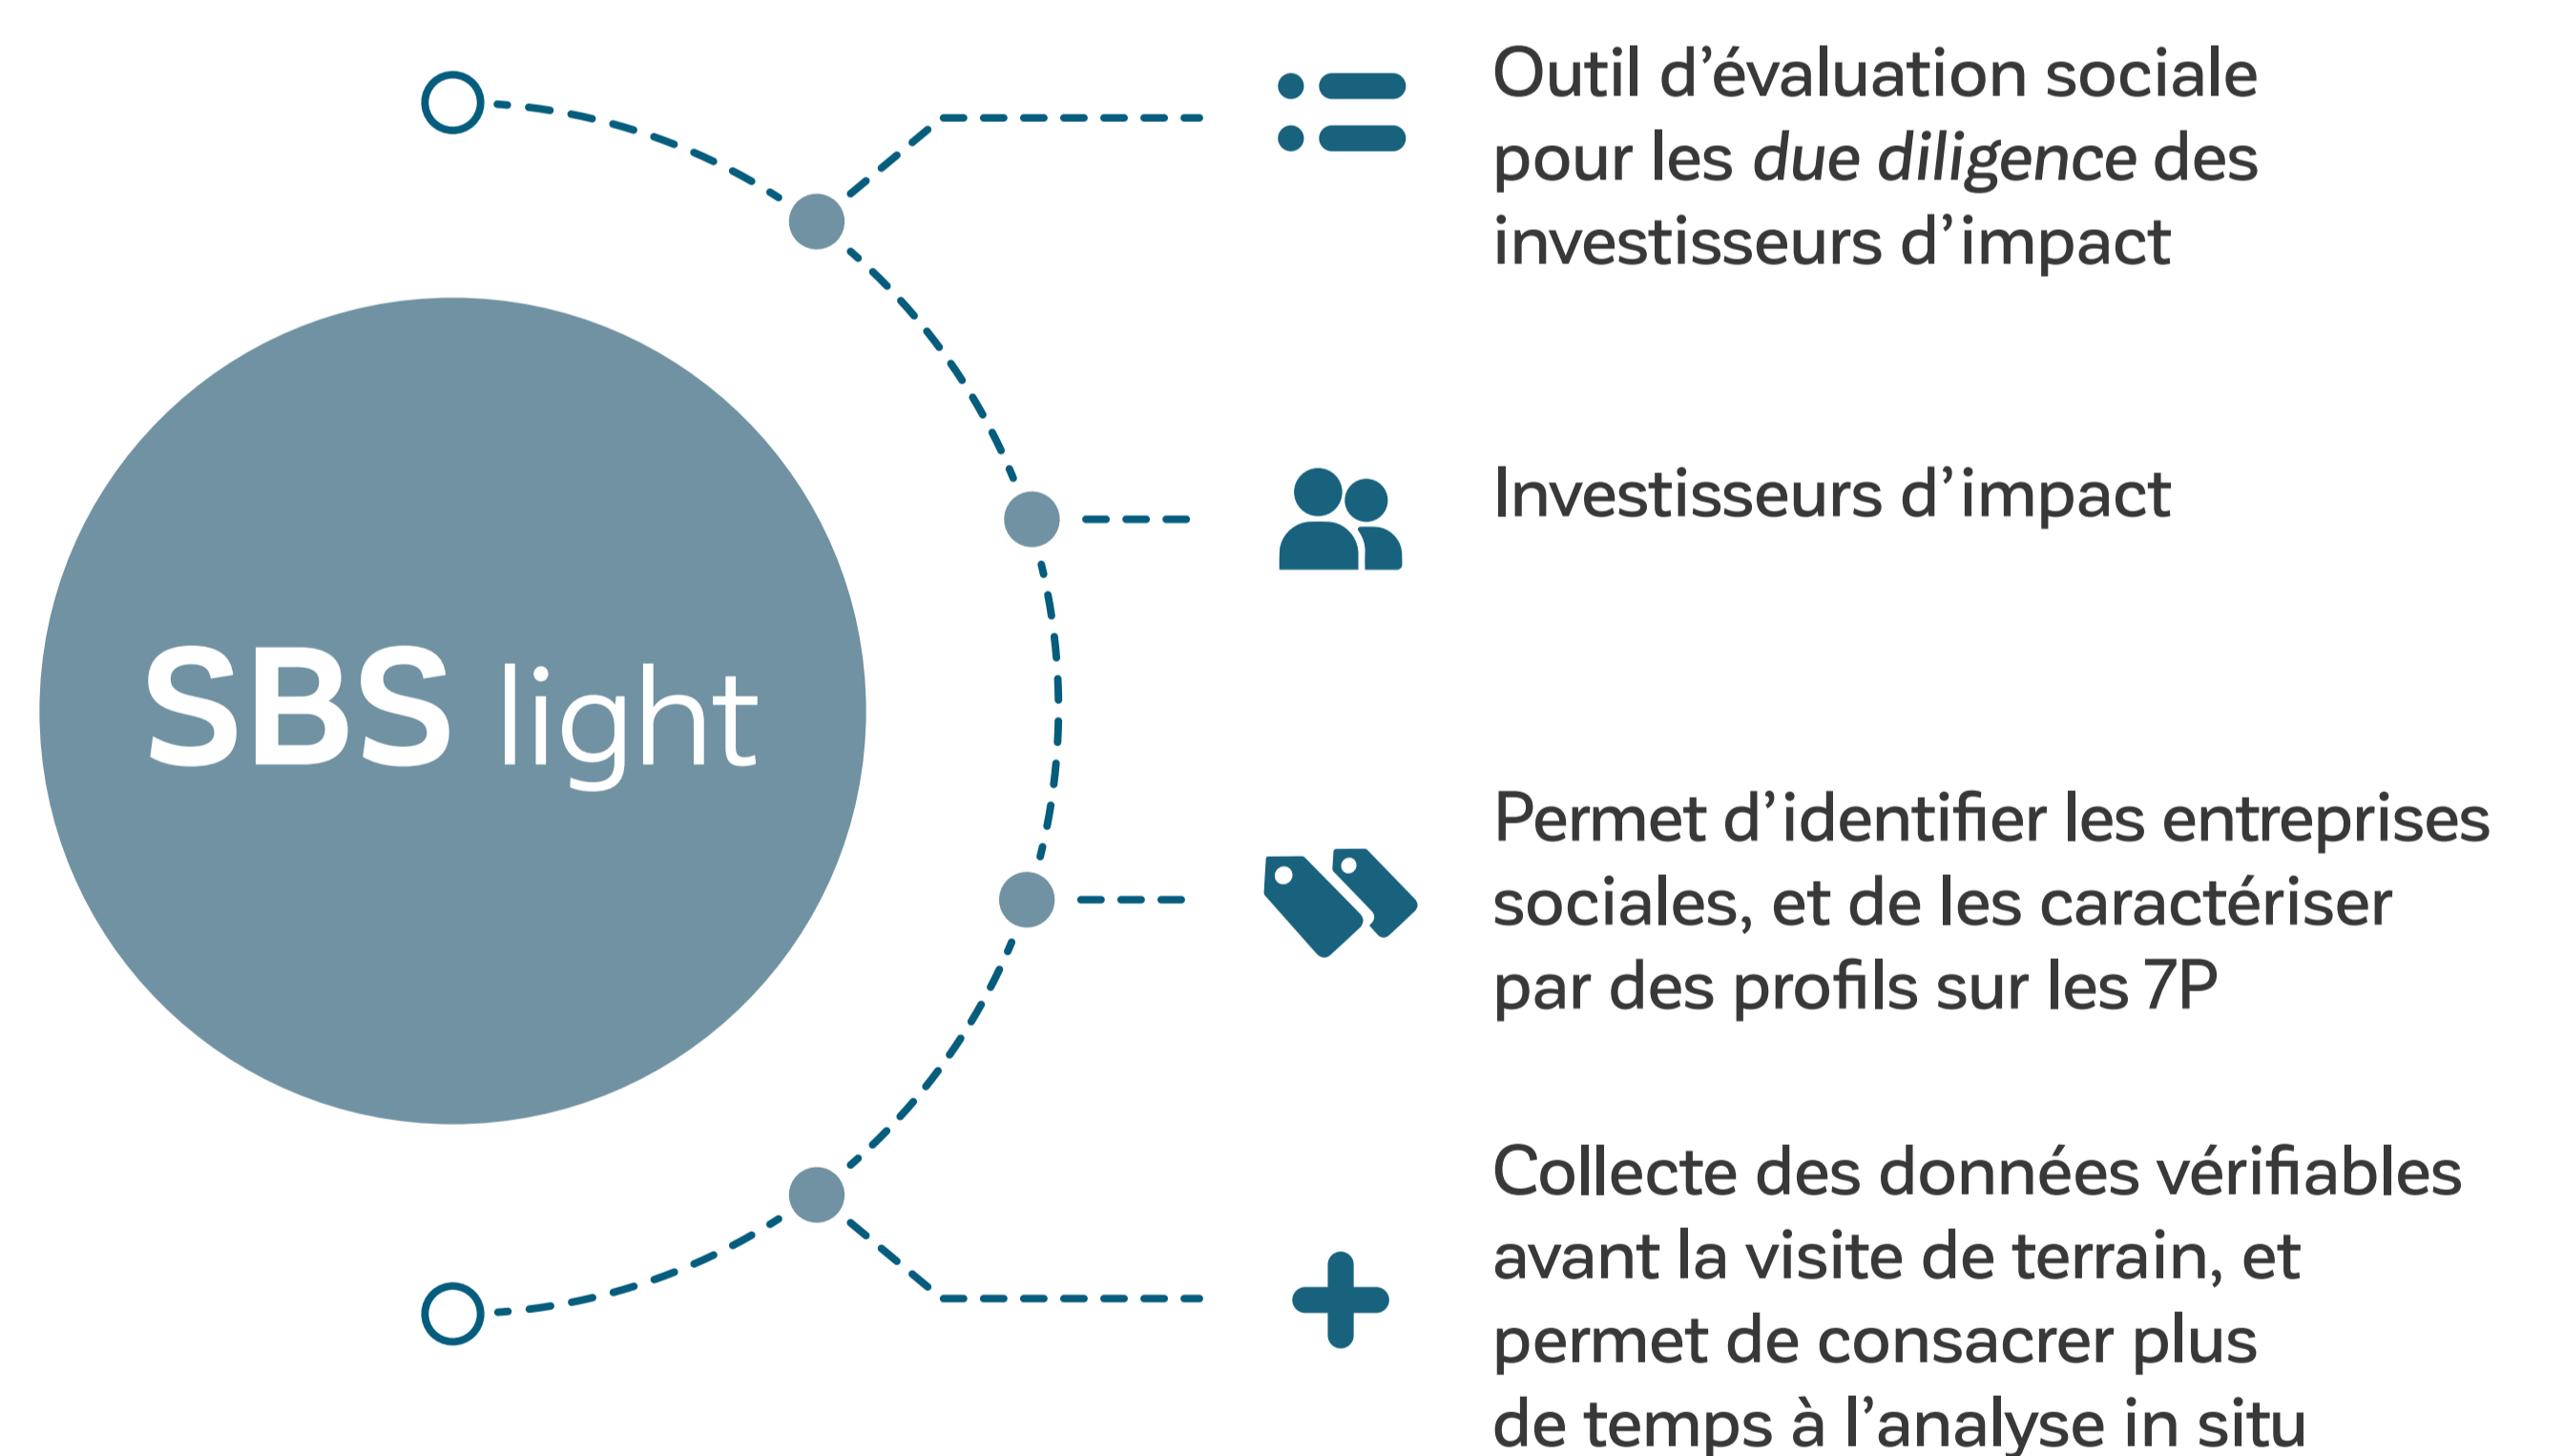 SBS light
Outil d’évaluation sociale
pour les due diligence des
investisseurs d’impact
Investisseurs d’impact
Permet d’identifier les entreprises
sociales, et de les caractériser
par des profils sur les 7P
Collecte des données vérifiables
avant la visite de terrain, et
permet de consacrer plus
de temps à l’analyse in situ